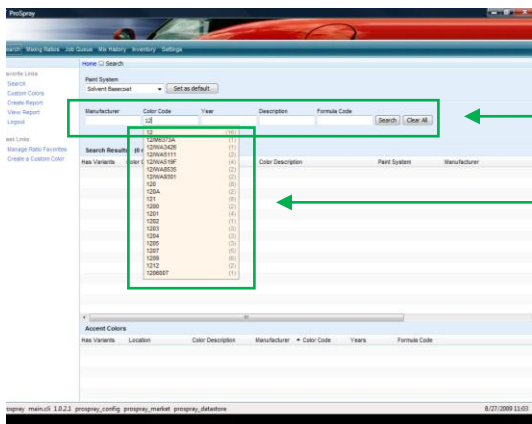 ProSpray
Search Mixing Ratios Job Queue Mix History Inventory Settings
Favorite Links
Search
Custom Colors
Create Report
View Report
Logout
Links
Manage Ratio Favorites
Create a Custom Color
Home Search
Paint System
Solvent Basecoat Set as default
Manufacturer Color Code Year Description Formula Code
12 Search Clear All
Search Results
Has Variants Color Color Description Paint System Manufacturer
12 (16)
12/M6373A (1)
12/WA3426 (1)
12/WA5111 (2)
12/WA519F (4)
12/WA8535 (2)
12/WA9301 (2)
120 (8)
120A (2)
121 (8)
1200 (2)
1201 (4)
1202 (1)
1203 (3)
1204 (3)
1205 (3)
1207 (5)
1209 (6)
1212 (2)
1206007 (1)
Accent Colors
Has Variants Location Color Description Manufacturer Color Code Years Formula Code
prospray main.cli 1.0.2.1 prospray_config prospray_market prospray_datastore 8/27/2009 11:03